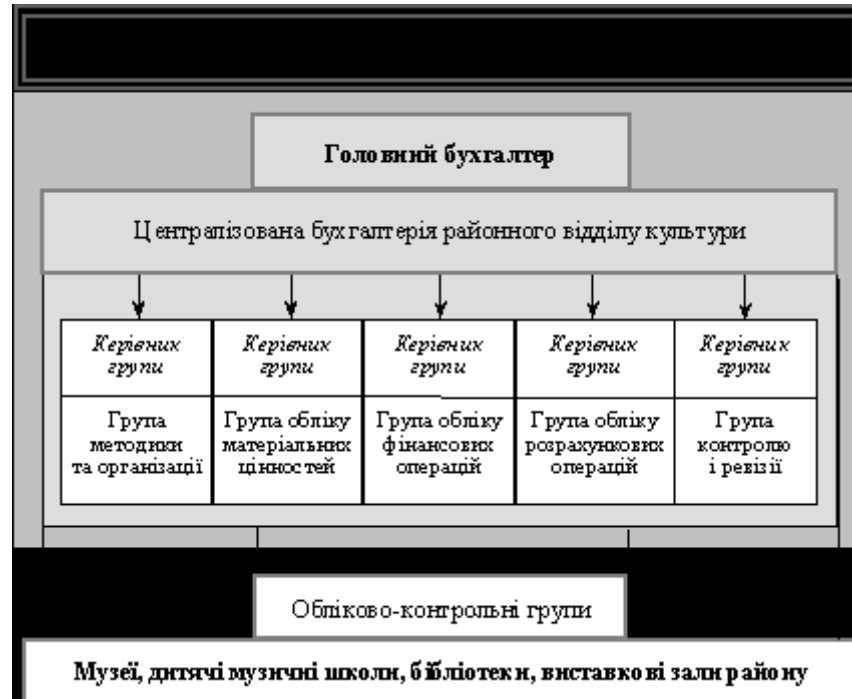 Головний бухгалтер
Централізована бухгалтерія районного відділу культури
Керівник групи
Керівник групи
Керівник групи
Керівник групи
Керівник групи
Група методики та організації
Група обліку матеріальних цінностей
Група обліку фінансових операцій
Група обліку розрахункових операцій
Група контролю і ревізії
Обліково-контрольні групи
Музеї, дитячі музичні школи, бібліотеки, виставкові зали району